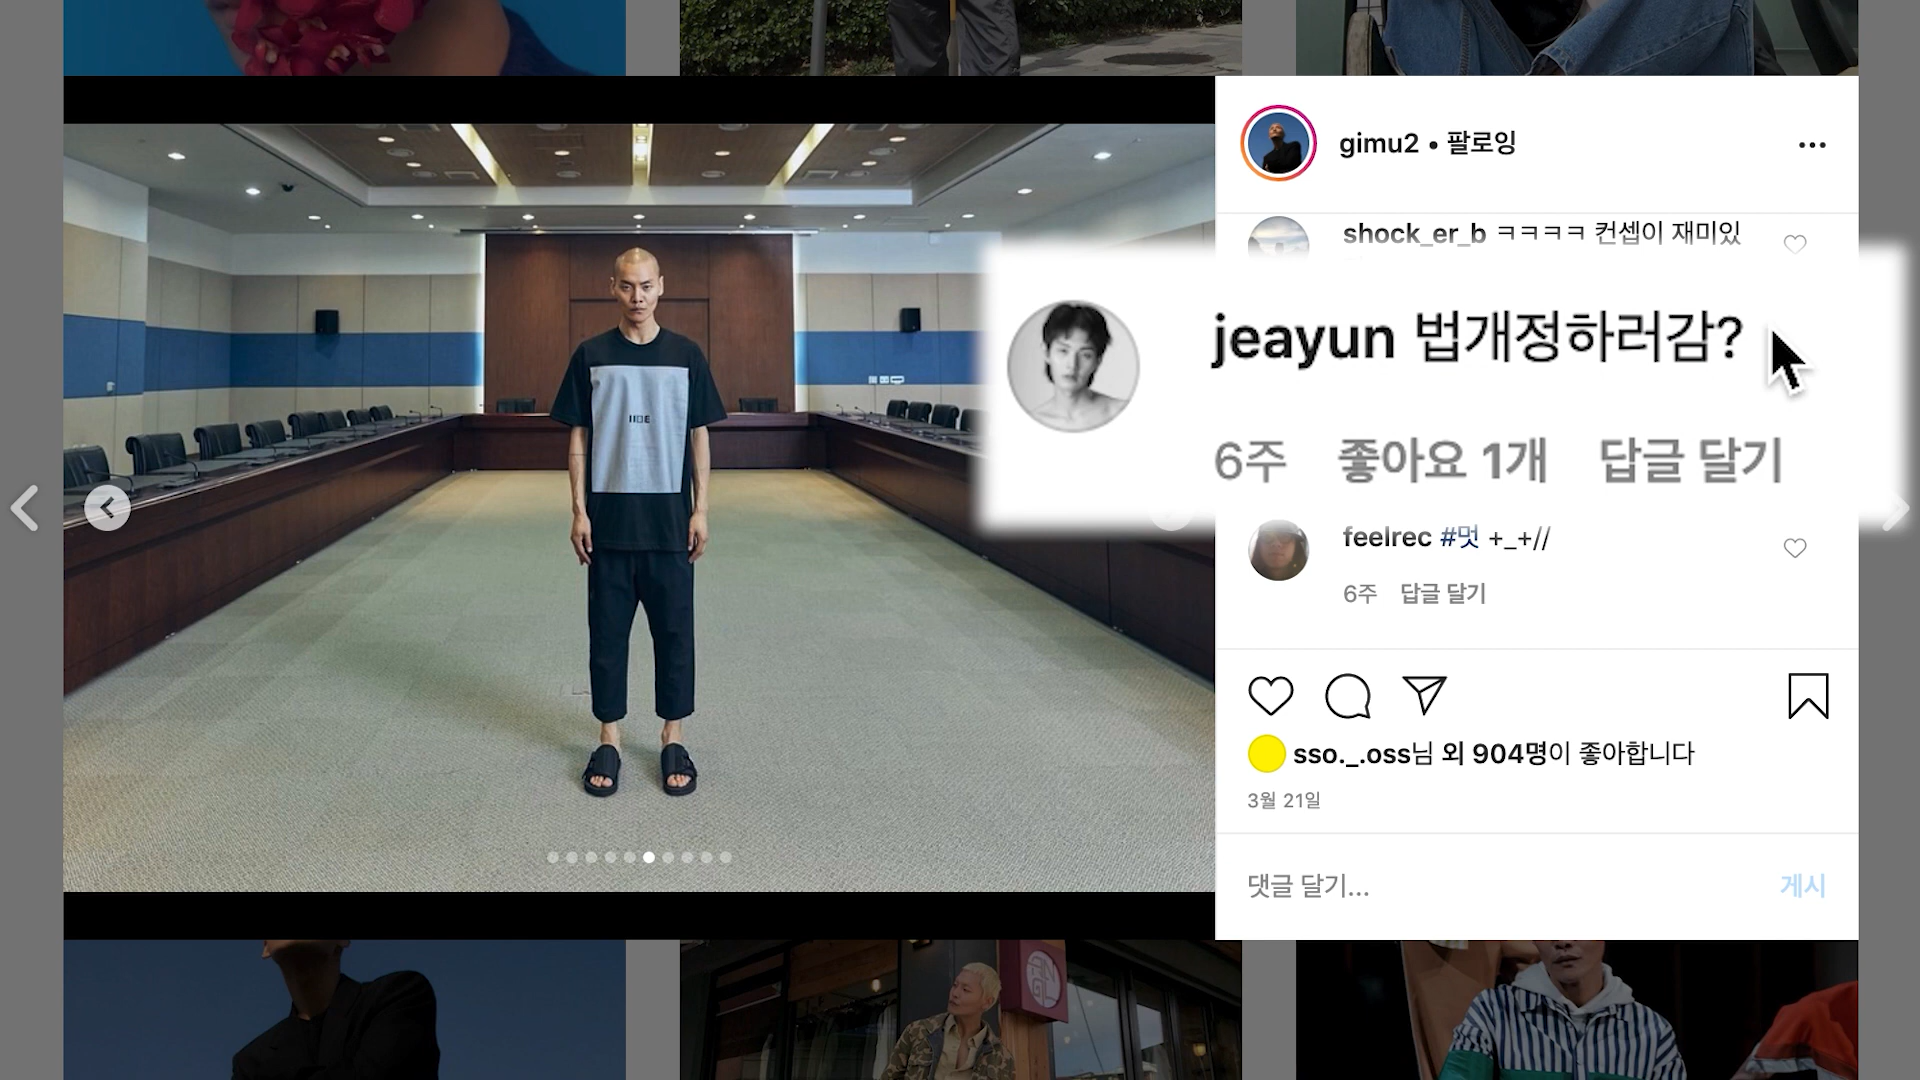 gimu2 • 팔로잉
shock_er_b ㅋㅋㅋㅋ 컨셉이 재미있
jeayun 법개정하러감?
6주 좋아요 1개 답글 달기
feelrec #멋 +_+//
6주 답글 달기
sso._.oss님 외 904명이 좋아합니다
3월 21일
댓글 달기...
게시